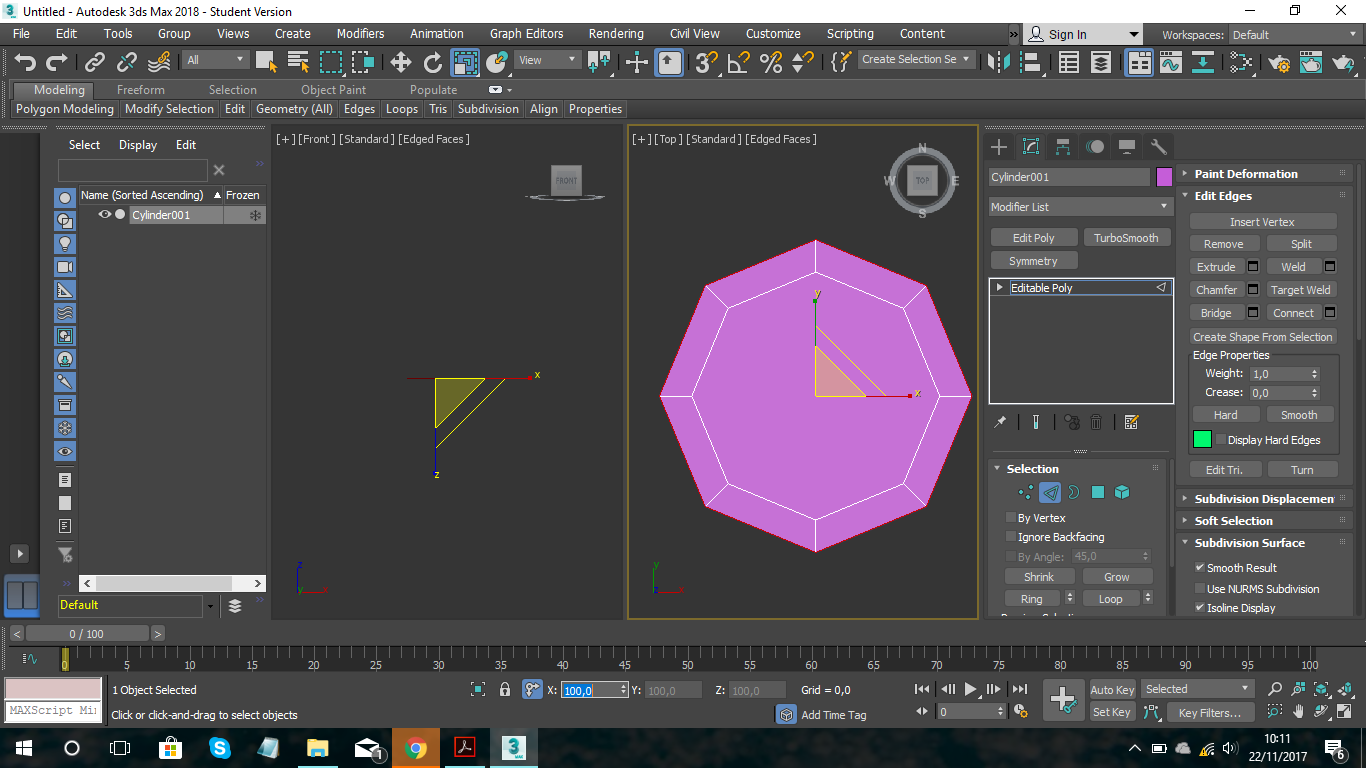 Untitled - Autodesk 3ds Max 2018 - Student Version
File Edit Tools Group Views Create Modifiers Animation Graph Editors Rendering Civil View Customize Scripting Content » Sign In Workspaces: Default
All View Create Selection Se
Modeling Freeform Selection Object Paint Populate
Polygon Modeling Modify Selection Edit Geometry (All) Edges Loops Tris Subdivision Align Properties
Select Display Edit
Name (Sorted Ascending) Frozen
Cylinder001
Default
[+] [Front] [Standard] [Edged Faces]
FRONT
x
z
z
y
[+] [Top] [Standard] [Edged Faces]
N
W TOP E
S
y
x
y
z
Cylinder001
Modifier List
Edit Poly TurboSmooth
Symmetry
Editable Poly
Selection
By Vertex
Ignore Backfacing
By Angle: 45,0
Shrink Grow
Ring Loop
Paint Deformation
Edit Edges
Insert Vertex
Remove Split
Extrude Weld
Chamfer Target Weld
Bridge Connect
Create Shape From Selection
Edge Properties
Weight: 1,0
Crease: 0,0
Hard Smooth
Display Hard Edges
Edit Tri. Turn
Subdivision Displacemen
Soft Selection
Subdivision Surface
Smooth Result
Use NURMS Subdivision
Isoline Display
< 0 / 100 >
0 5 10 15 20 25 30 35 40 45 50 55 60 65 70 75 80 85 90 95 100
1 Object Selected X: 100,0 Y: 100,0 Z: 100,0 Grid = 0,0 Auto Key Selected
MAXScript Mi
Click or click-and-drag to select objects Add Time Tag 0 Set Key Key Filters...
1
3
MAX
10:11
22/11/2017
6